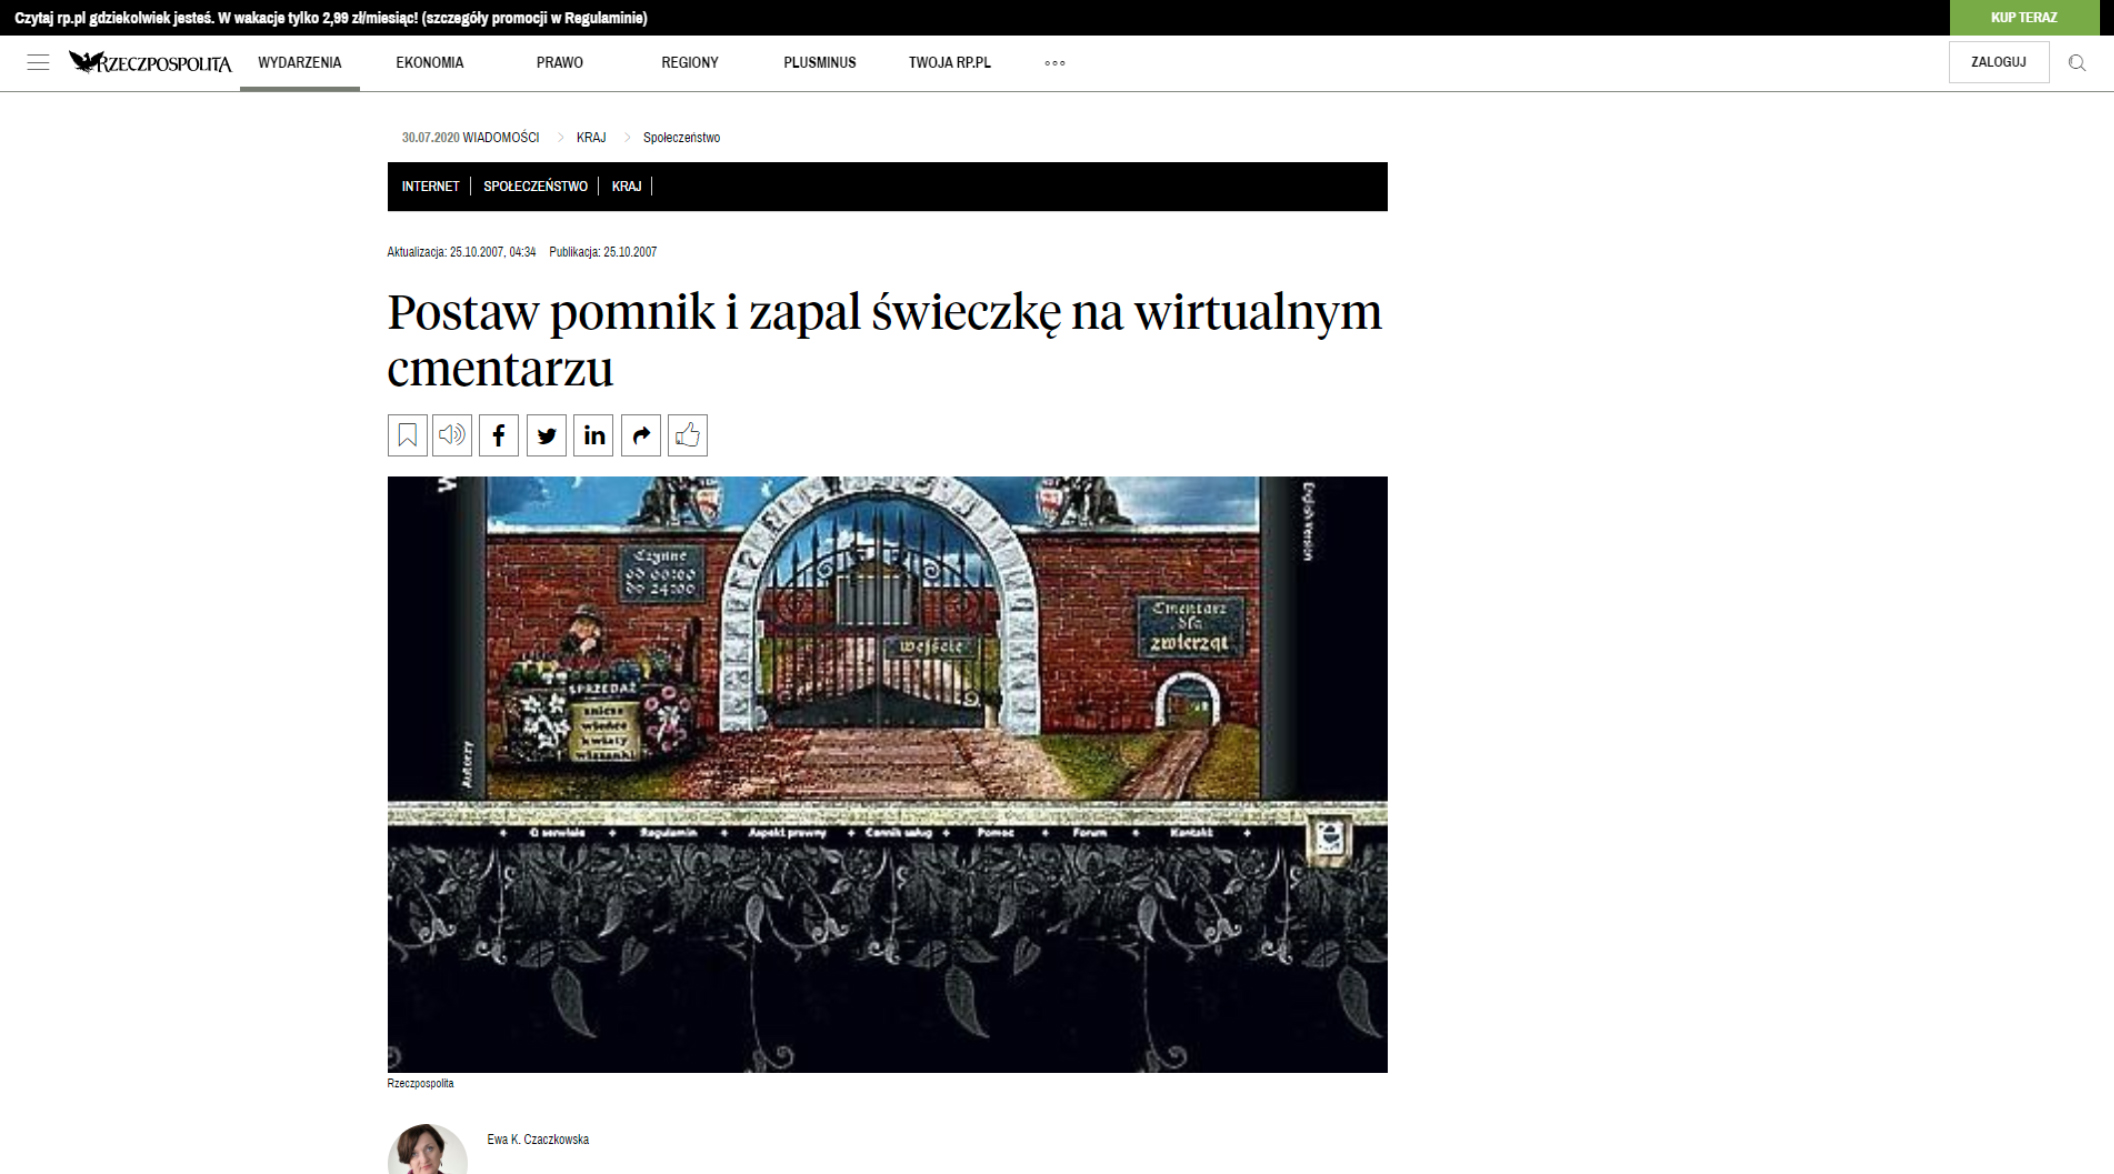 Czytaj rp.pl gdziekolwiek jesteś. W wakacje tylko 2,99 zł/miesiąc! (szczegóły promocji w Regulaminie)
KUP TERAZ
RZECZPOSPOLITA
WYDARZENIA
EKONOMIA
PRAWO
REGIONY
PLUSMINUS
TWOJA RP.PL
ZALOGUJ
30.07.2020 WIADOMOŚCI > KRAJ > Społeczeństwo
INTERNET | SPOŁECZEŃSTWO | KRAJ |
Aktualizacja: 25.10.2007, 04:34 Publikacja: 25.10.2007
Postaw pomnik i zapal świeczkę na wirtualnym
cmentarzu
English version
Czynne
od 00:00
do 24:00
Cmentarz
dla
zwierząt
wejście
SPRZEDAŻ
znicze
wieńce
kwiaty
wiązanki
Autorzy
+ O serwisie + Regulamin + Aspekt prawny + Cennik usług + Pomoc + Forum + Kontakt +
Rzeczpospolita
Ewa K. Czaczkowska